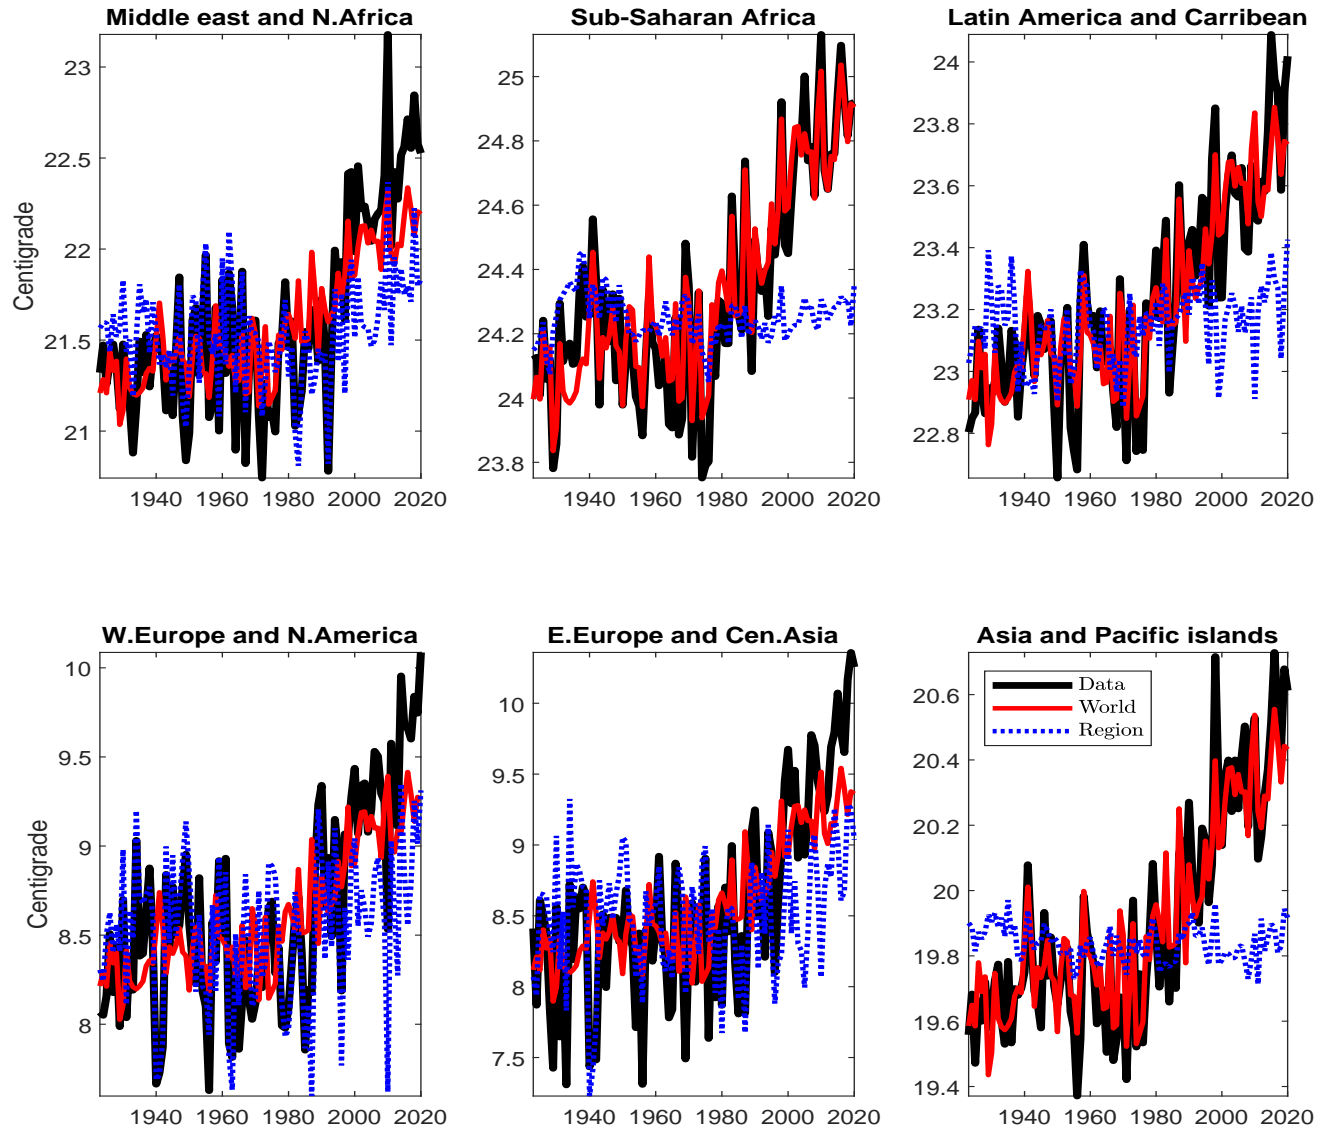 Middle east and N.Africa
Sub-Saharan Africa
Latin America and Carribean
Centigrade
23
22.5
22
21.5
21
1940 1960 1980 2000 2020
25
24.8
24.6
24.4
24.2
24
23.8
1940 1960 1980 2000 2020
24
23.8
23.6
23.4
23.2
23
22.8
1940 1960 1980 2000 2020
W.Europe and N.America
E.Europe and Cen.Asia
Asia and Pacific islands
Centigrade
10
9.5
9
8.5
8
1940 1960 1980 2000 2020
10
9.5
9
8.5
8
7.5
1940 1960 1980 2000 2020
Data
World
Region
20.6
20.4
20.2
20
19.8
19.6
19.4
1940 1960 1980 2000 2020